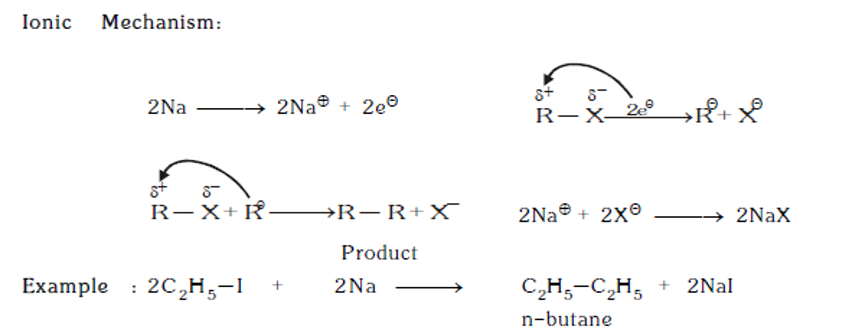 Ionic Mechanism:
2Na ⟶ 2Na⊕ + 2e⊖
δ+ δ−
R — X 2e⊖ ⟶ R⊖ + X⊖
δ+ δ−
R — X + R⊖ ⟶ R — R + X−
2Na⊕ + 2X⊖ ⟶ 2NaX
Product
Example : 2C₂H₅−I + 2Na ⟶ C₂H₅−C₂H₅ + 2NaI
n-butane